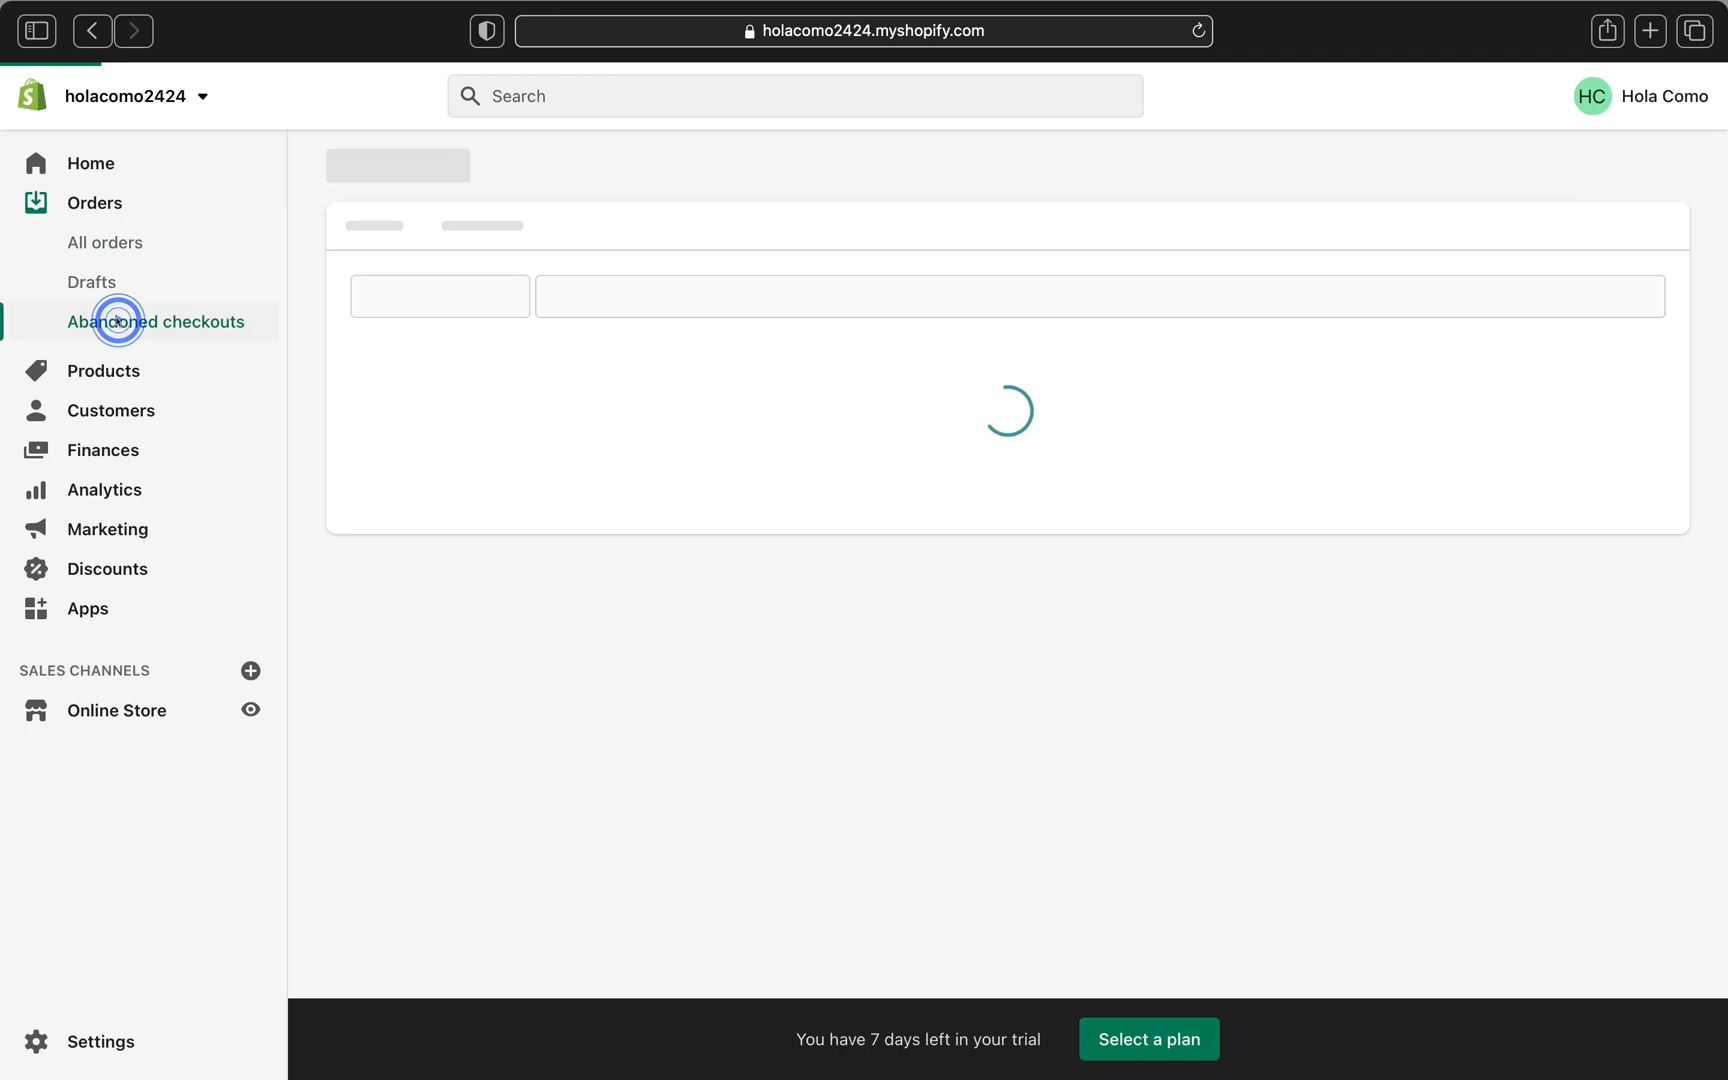 holacomo2424.myshopify.com
holacomo2424
Search
HC Hola Como
Home
Orders
All orders
Drafts
Abandoned checkouts
Products
Customers
Finances
Analytics
Marketing
Discounts
Apps
SALES CHANNELS
Online Store
Settings
You have 7 days left in your trial
Select a plan